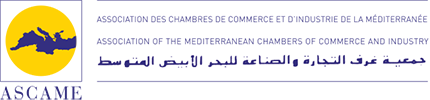 ASSOCIATION DES CHAMBRES DE COMMERCE ET D'INDUSTRIE DE LA MÉDITERRANÉE
ASSOCIATION OF THE MEDITERRANEAN CHAMBERS OF COMMERCE AND INDUSTRY
جمعية غرف التجارة والصناعة للبحر الأبيض المتوسط
ASCAME